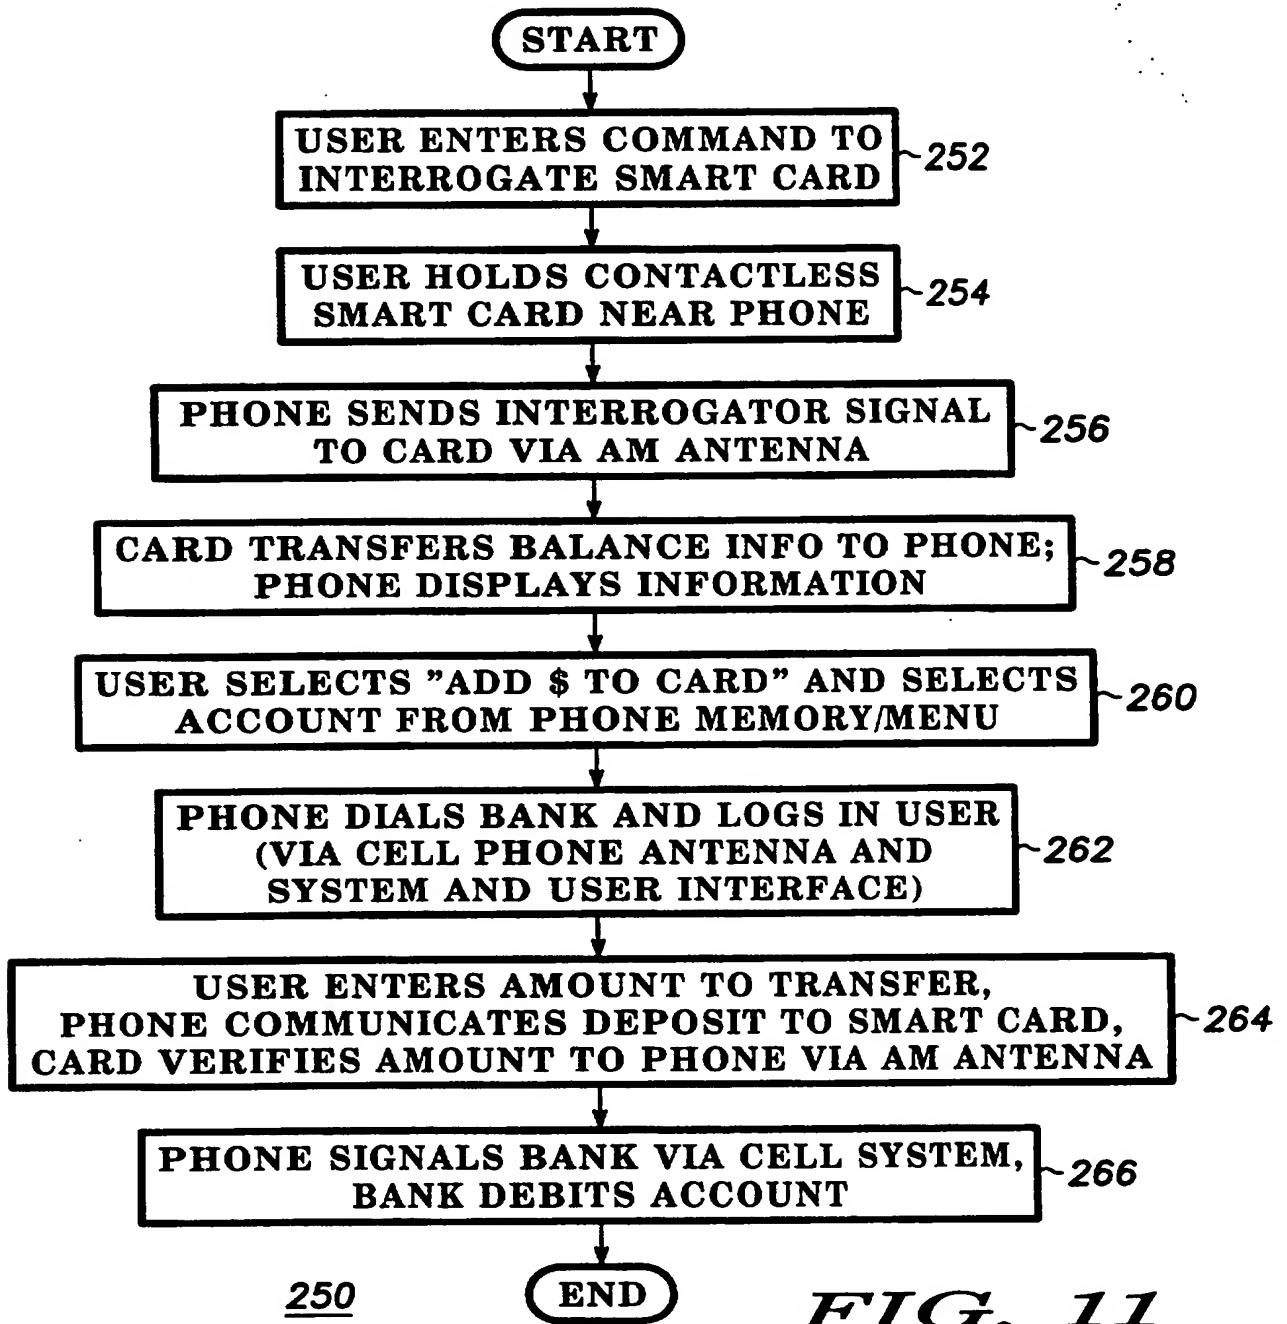 START
USER ENTERS COMMAND TO
INTERROGATE SMART CARD
252
USER HOLDS CONTACTLESS
SMART CARD NEAR PHONE
254
PHONE SENDS INTERROGATOR SIGNAL
TO CARD VIA AM ANTENNA
256
CARD TRANSFERS BALANCE INFO TO PHONE;
PHONE DISPLAYS INFORMATION
258
USER SELECTS "ADD $ TO CARD" AND SELECTS
ACCOUNT FROM PHONE MEMORY/MENU
260
PHONE DIALS BANK AND LOGS IN USER
(VIA CELL PHONE ANTENNA AND
SYSTEM AND USER INTERFACE)
262
USER ENTERS AMOUNT TO TRANSFER,
PHONE COMMUNICATES DEPOSIT TO SMART CARD,
CARD VERIFIES AMOUNT TO PHONE VIA AM ANTENNA
264
PHONE SIGNALS BANK VIA CELL SYSTEM,
BANK DEBITS ACCOUNT
266
END
250
FIG. 11